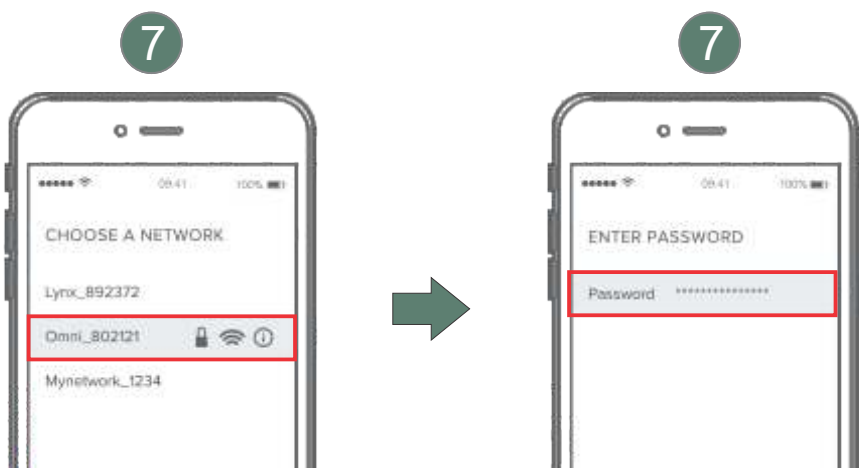 7
09:41 100%
CHOOSE A NETWORK
Lynx_892372
Omni_802121
Mynetwork_1234
7
09:41 100%
ENTER PASSWORD
Password ***************